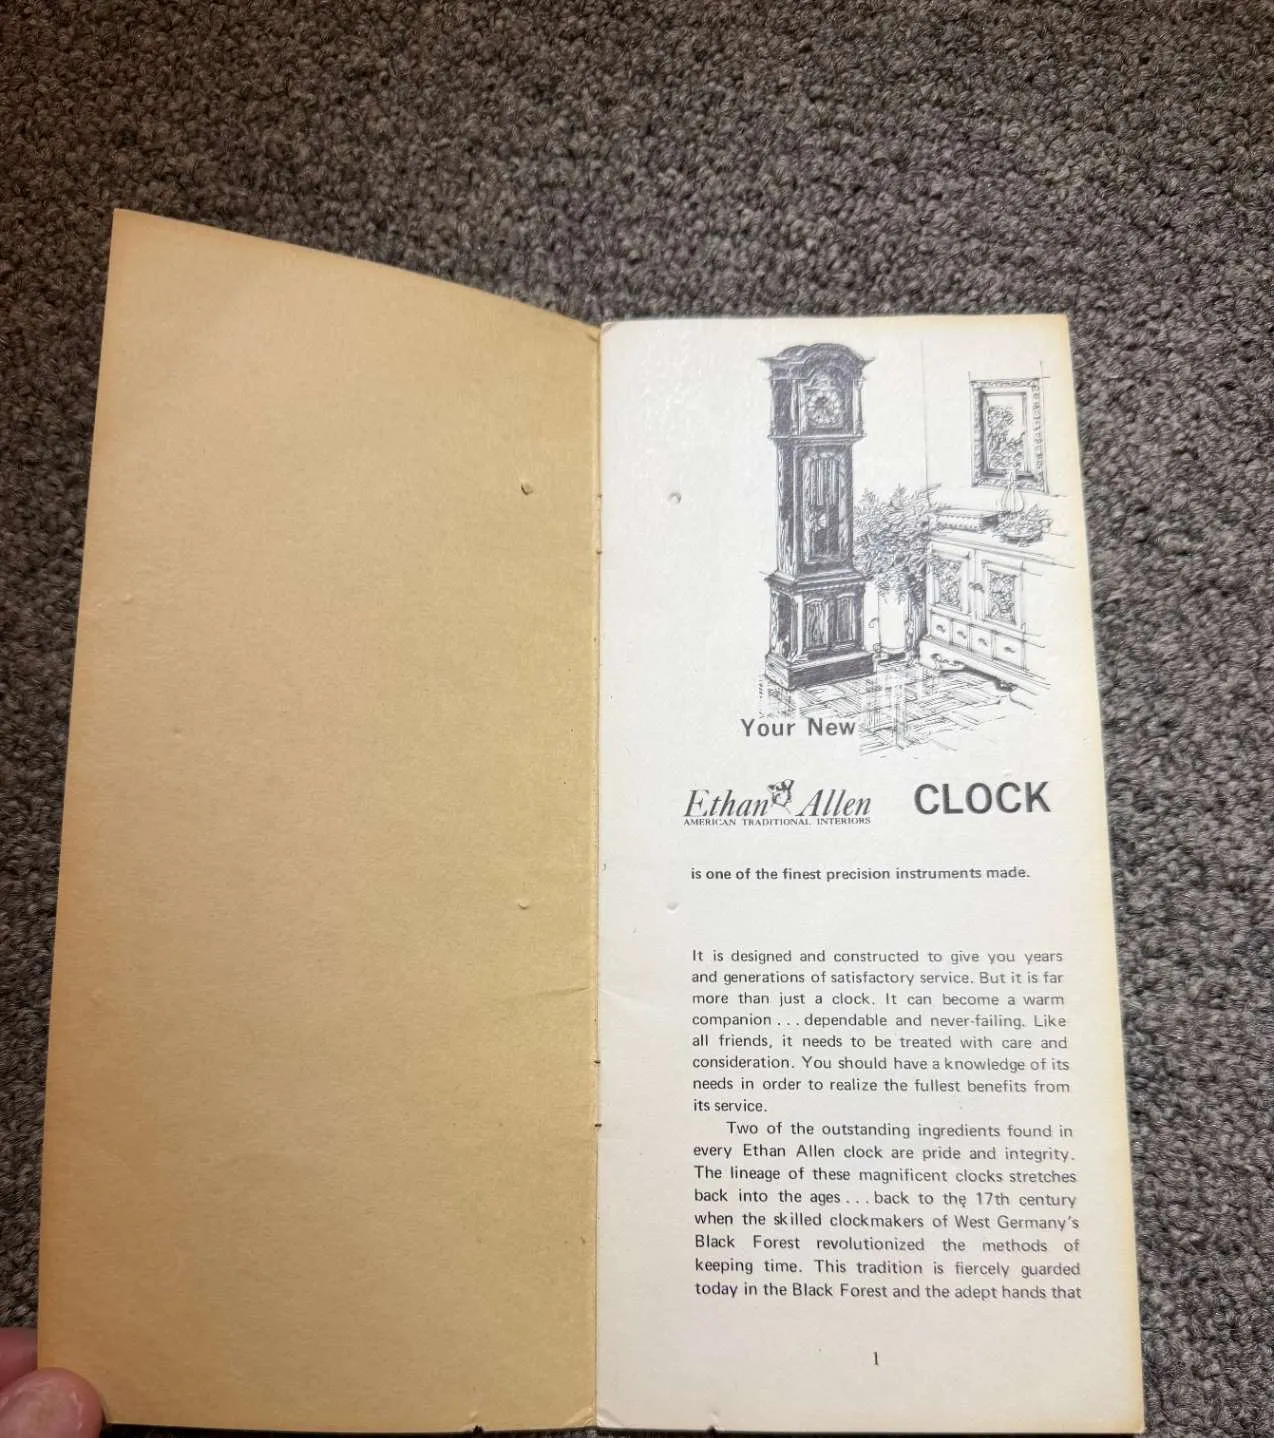 Your New
Ethan Allen CLOCK
AMERICAN TRADITIONAL INTERIORS
is one of the finest precision instruments made.
It is designed and constructed to give you years
and generations of satisfactory service. But it is far
more than just a clock. It can become a warm
companion . . . dependable and never-failing. Like
all friends, it needs to be treated with care and
consideration. You should have a knowledge of its
needs in order to realize the fullest benefits from
its service.
Two of the outstanding ingredients found in
every Ethan Allen clock are pride and integrity.
The lineage of these magnificent clocks stretches
back into the ages . . . back to the 17th century
when the skilled clockmakers of West Germany's
Black Forest revolutionized the methods of
keeping time. This tradition is fiercely guarded
today in the Black Forest and the adept hands that
1